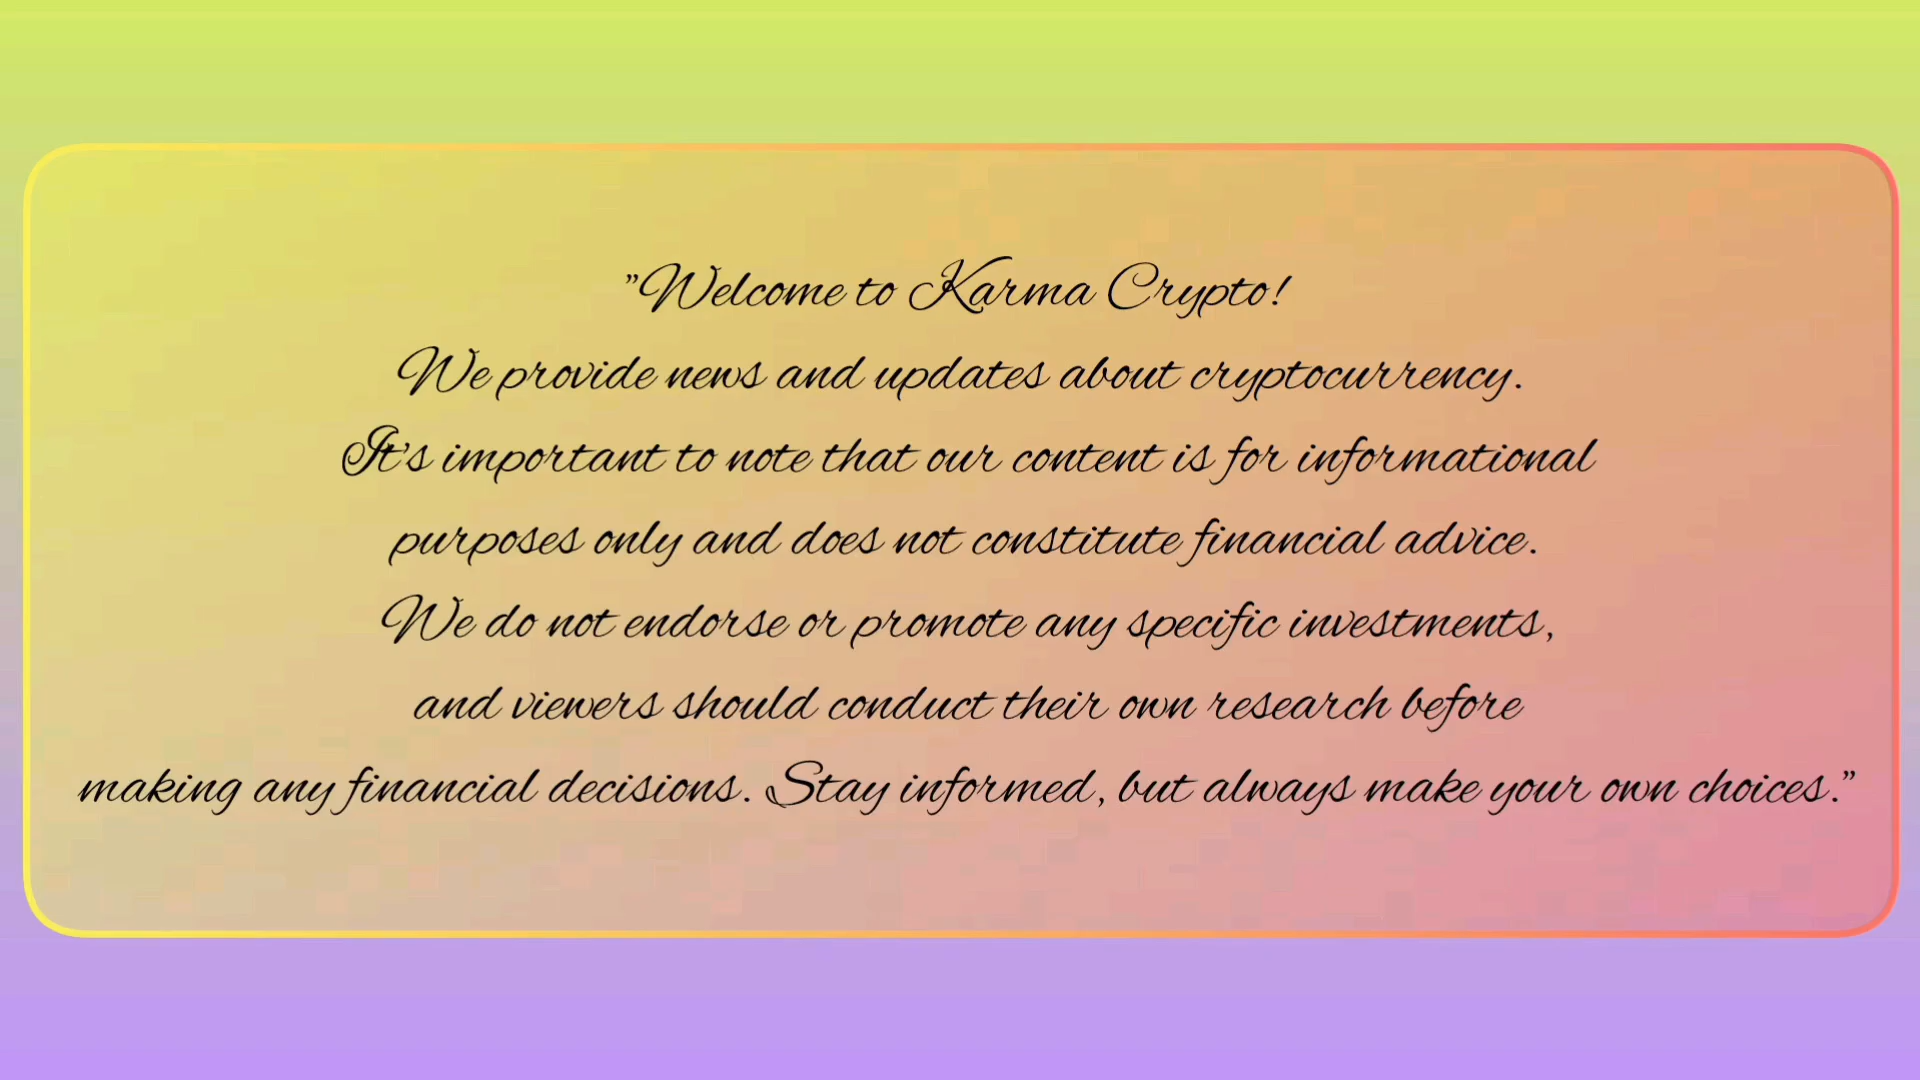 ”Welcome to Karma Crypto!
We provide news and updates about cryptocurrency.
It’s important to note that our content is for informational
purposes only and does not constitute financial advice.
We do not endorse or promote any specific investments,
and viewers should conduct their own research before
making any financial decisions. Stay informed, but always make your own choices.”